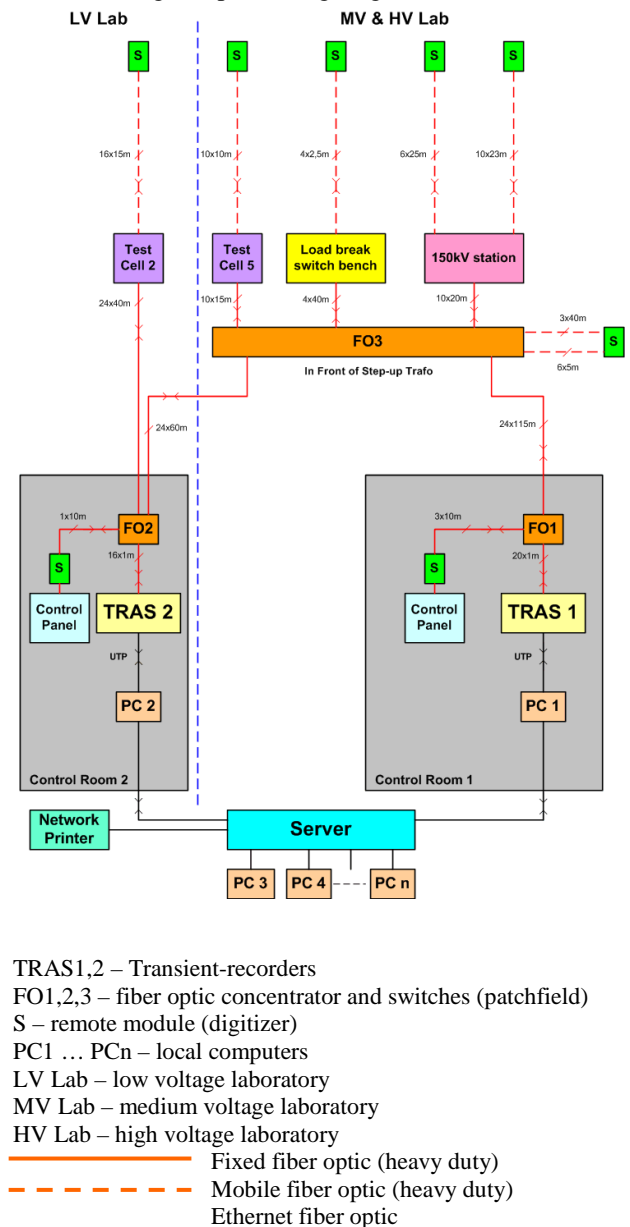 LV Lab
MV & HV Lab
S
S
S
S
S
16x15m
10x10m
4x2,5m
6x25m
10x23m
Test
Cell 2
Test
Cell 5
Load break
switch bench
150kV station
24x40m
10x15m
4x40m
10x20m
3x40m
FO3
S
In Front of Step-up Trafo
6x5m
24x60m
24x115m
1x10m
FO2
3x10m
FO1
16x1m
20x1m
S
S
Control
Panel
TRAS 2
Control
Panel
TRAS 1
UTP
UTP
PC 2
PC 1
Control Room 2
Control Room 1
Network
Printer
Server
PC 3
PC 4
PC n
TRAS1,2 – Transient-recorders
FO1,2,3 – fiber optic concentrator and switches (patchfield)
S – remote module (digitizer)
PC1 … PCn – local computers
LV Lab – low voltage laboratory
MV Lab – medium voltage laboratory
HV Lab – high voltage laboratory
Fixed fiber optic (heavy duty)
Mobile fiber optic (heavy duty)
Ethernet fiber optic